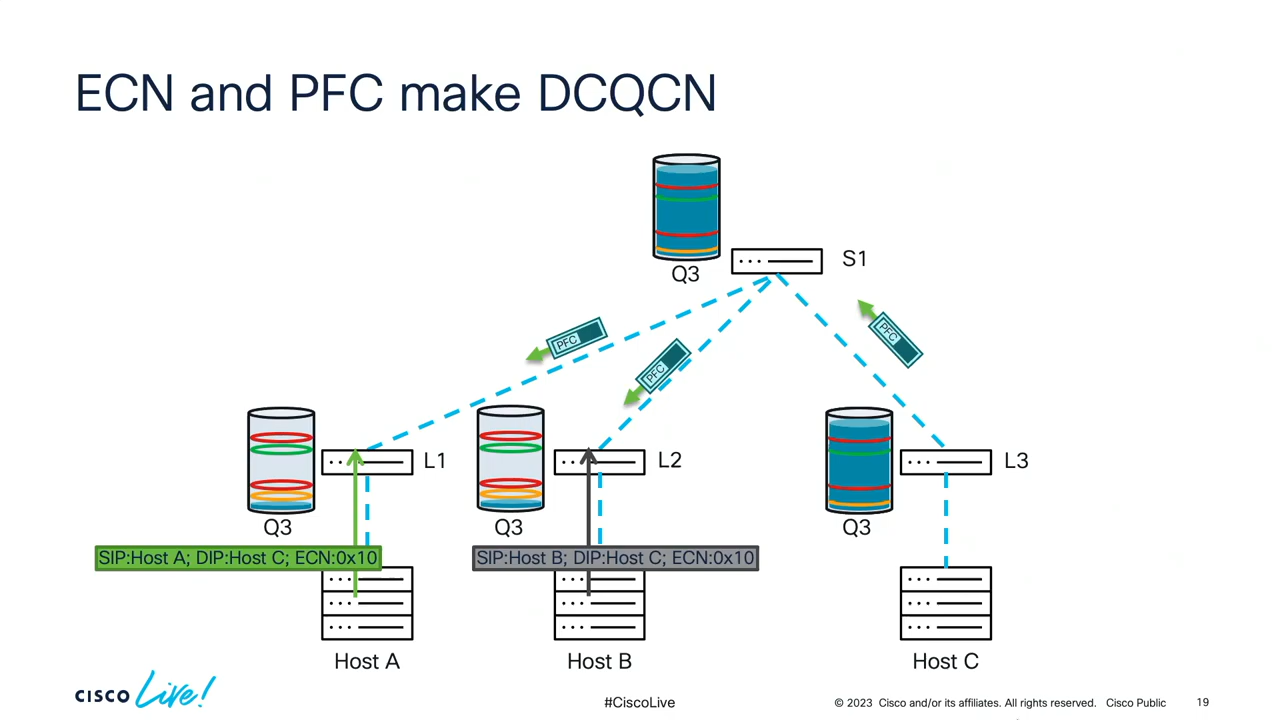 ECN and PFC make DCQCN
Q3
S1
PFC
PFC
PFC
L1
L2
L3
Q3
Q3
Q3
SIP:Host A; DIP:Host C; ECN:0x10
SIP:Host B; DIP:Host C; ECN:0x10
Host A
Host B
Host C
CISCO Live!
#CiscoLive
© 2023 Cisco and/or its affiliates. All rights reserved. Cisco Public
19